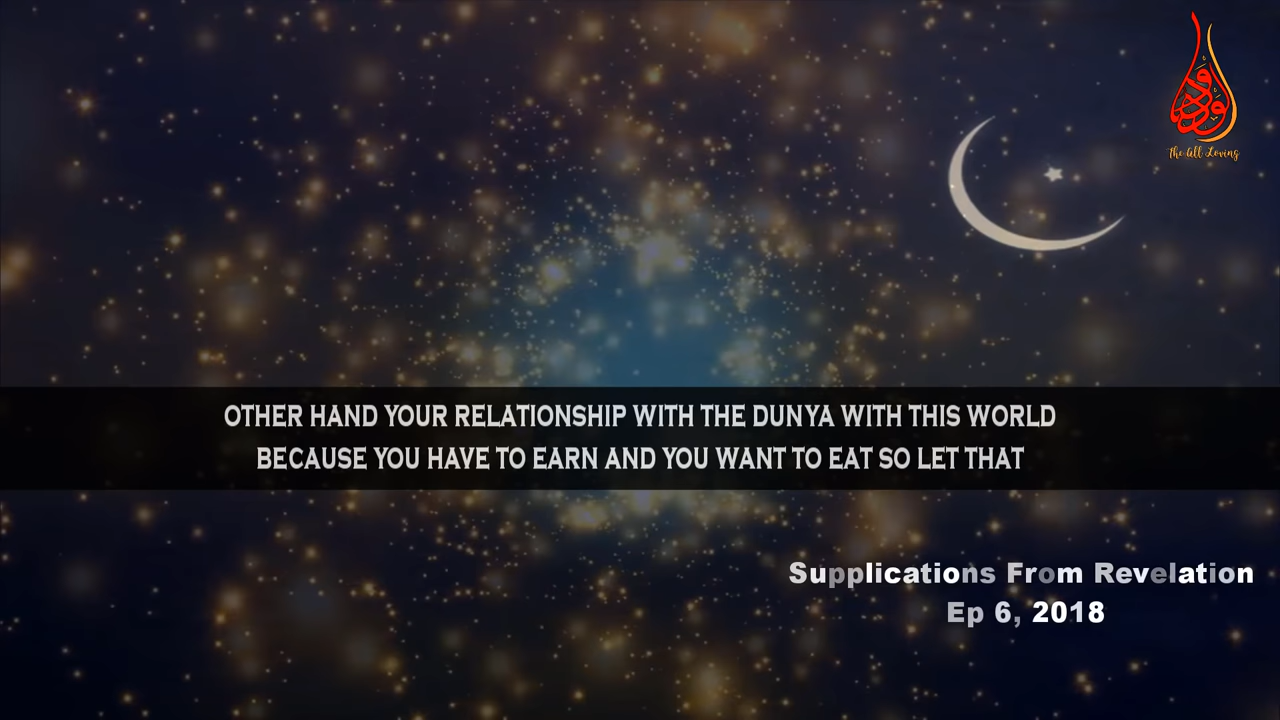 الودود
The All Loving
OTHER HAND YOUR RELATIONSHIP WITH THE DUNYA WITH THIS WORLD
BECAUSE YOU HAVE TO EARN AND YOU WANT TO EAT SO LET THAT
Supplications From Revelation
Ep 6, 2018